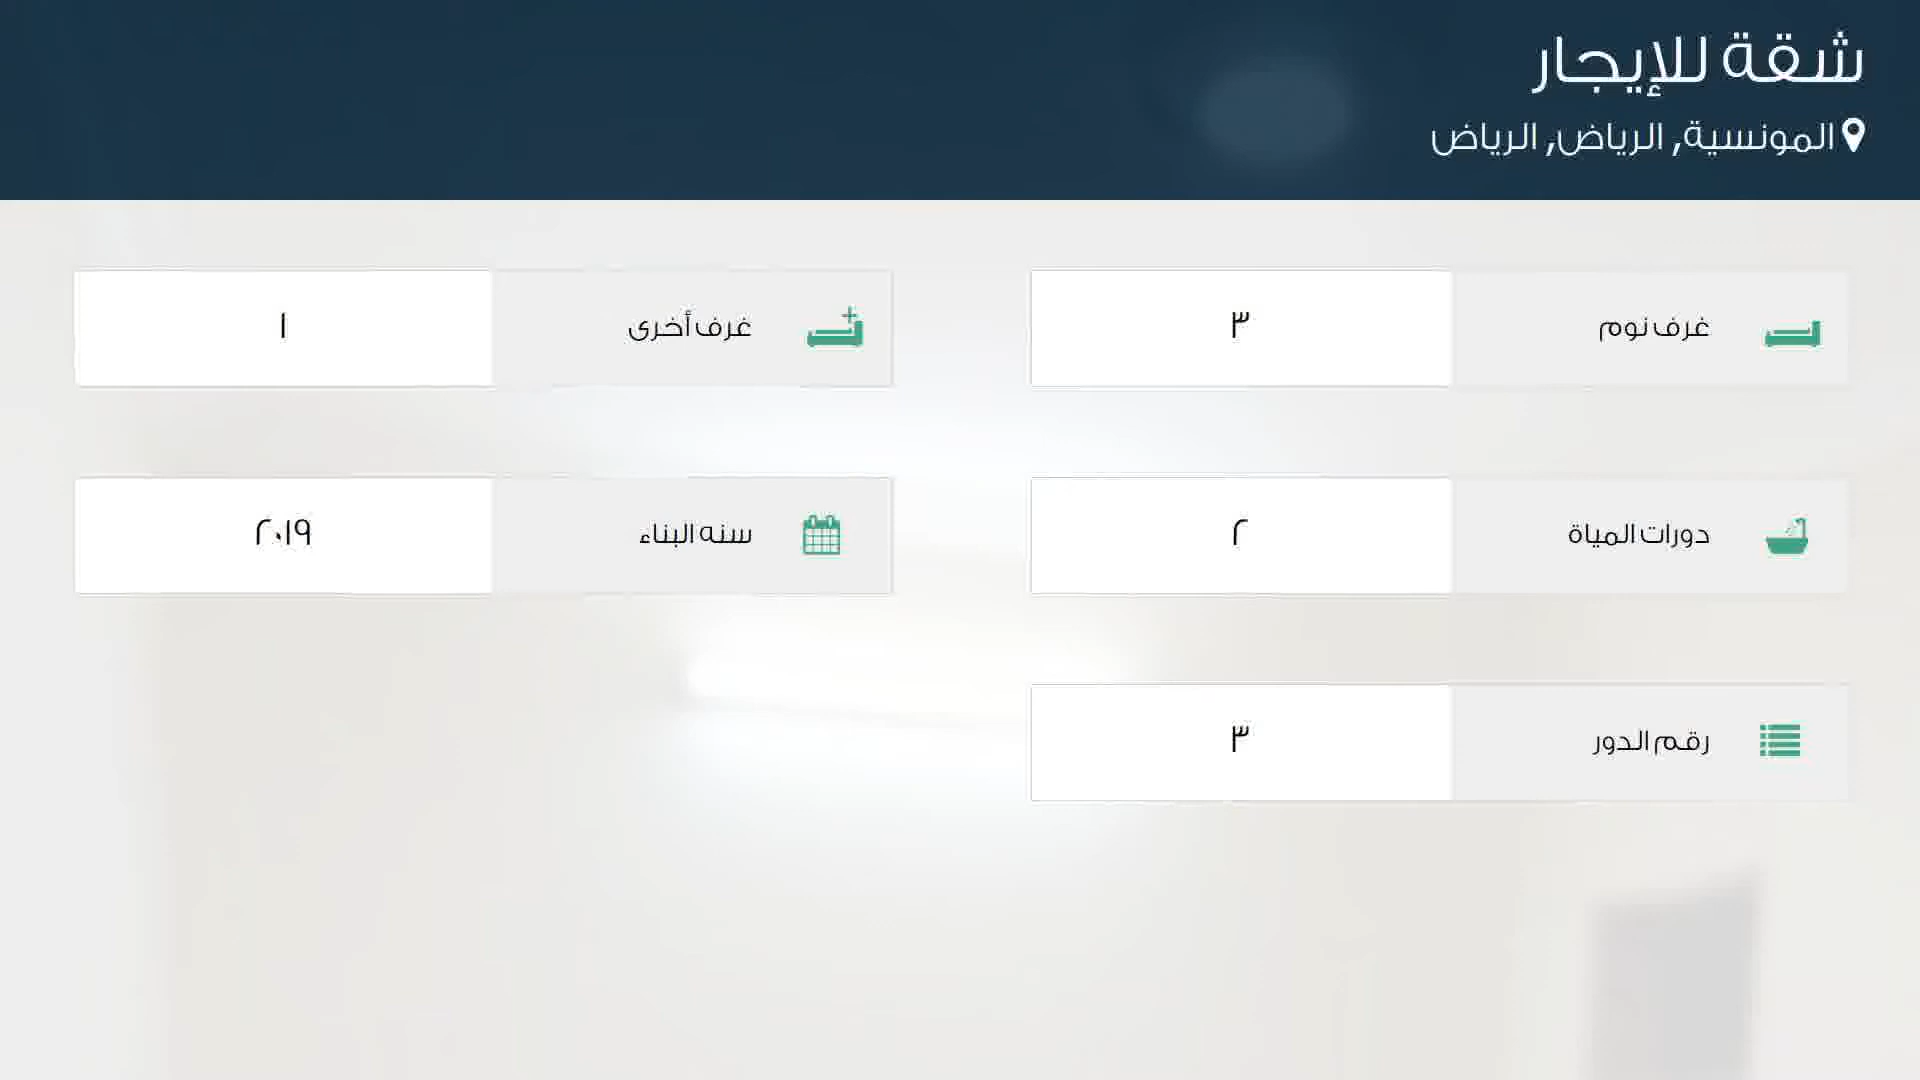 شقة للإيجار
المونسية, الرياض, الرياض
غرف نوم ٣
غرف أخرى ١
دورات المياة ٢
سنه البناء ٢٠١٩
رقم الدور ٣